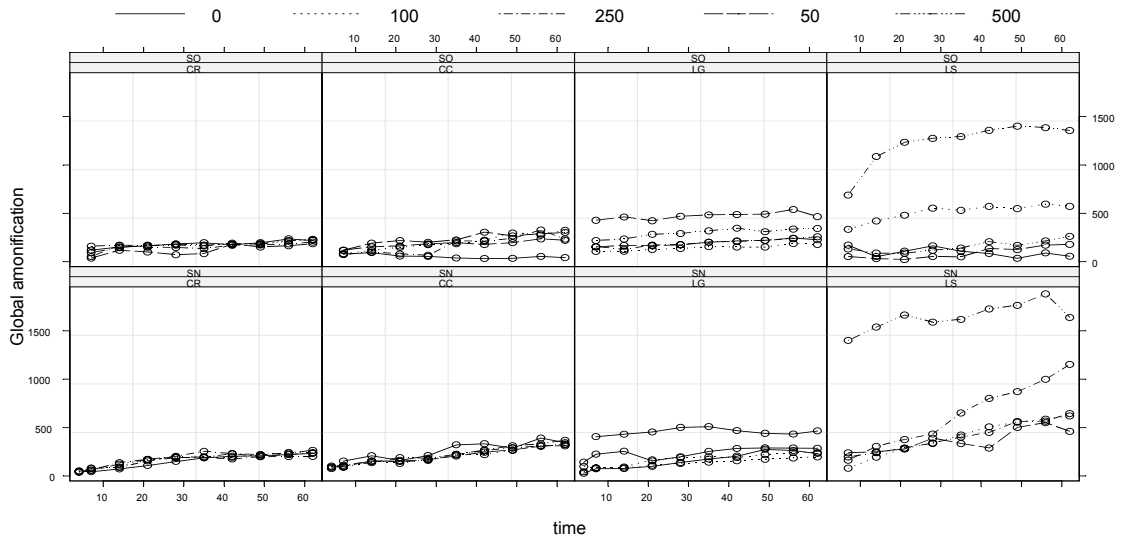 0 100 250 50 500
10 20 30 40 50 60 10 20 30 40 50 60
SO SO SO SO
CR CC LG LS
1500
1000
500
0
Global amonification
SN SN SN SN
CR CC LG LS
1500
1000
500
0
10 20 30 40 50 60 10 20 30 40 50 60
time